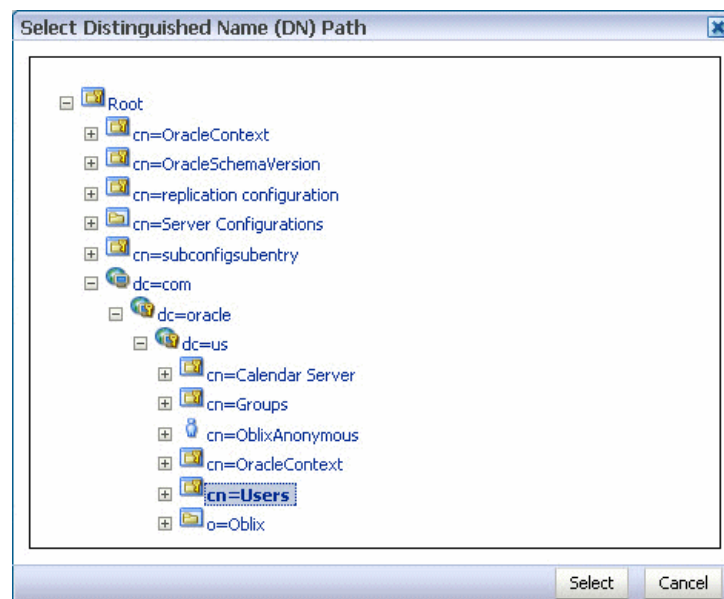 Select Distinguished Name (DN) Path
Root
cn=OracleContext
cn=OracleSchemaVersion
cn=replication configuration
cn=Server Configurations
cn=subconfigsubentry
dc=com
dc=oracle
dc=us
cn=Calendar Server
cn=Groups
cn=OblixAnonymous
cn=OracleContext
cn=Users
o=Oblix
Select Cancel